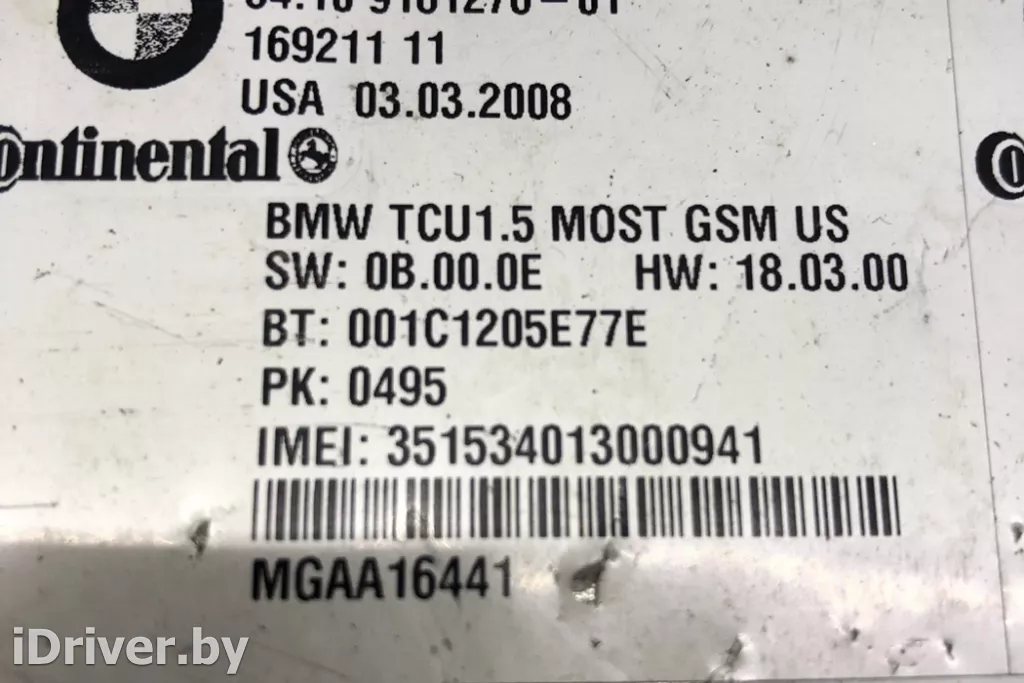 169211 11
USA 03.03.2008
Continental
BMW TCU1.5 MOST GSM US
SW: 0B.00.0E HW: 18.03.00
BT: 001C1205E77E
PK: 0495
IMEI: 351534013000941
MGAA16441
iDriver.by